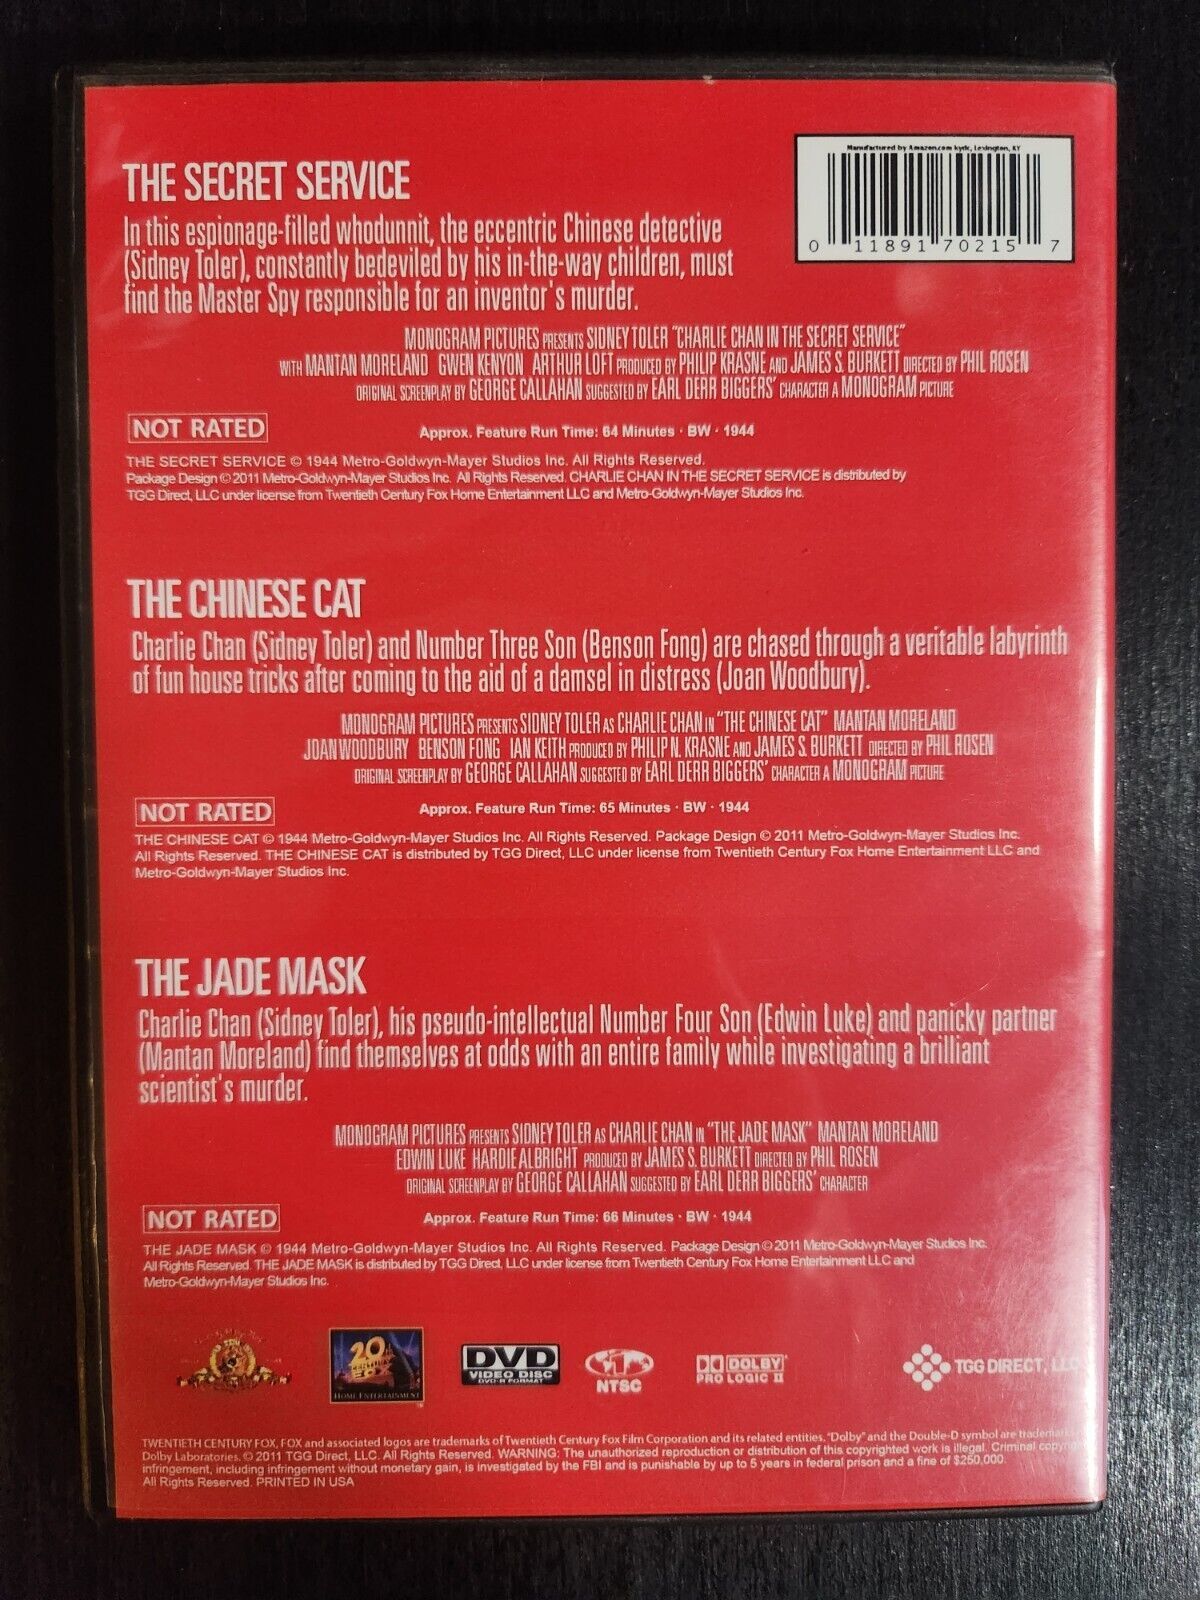 Manufactured by Amazon.com kydc, Lexington, KY
0 11891 70215 7
THE SECRET SERVICE
In this espionage-filled whodunnit, the eccentric Chinese detective
(Sidney Toler), constantly bedeviled by his in-the-way children, must
find the Master Spy responsible for an inventor's murder.
MONOGRAM PICTURES PRESENTS SIDNEY TOLER "CHARLIE CHAN IN THE SECRET SERVICE"
WITH MANTAN MORELAND GWEN KENYON ARTHUR LOFT PRODUCED BY PHILIP KRASNE AND JAMES S. BURKETT DIRECTED BY PHIL ROSEN
ORIGINAL SCREENPLAY BY GEORGE CALLAHAN SUGGESTED BY EARL DERR BIGGERS' CHARACTER A MONOGRAM PICTURE
NOT RATED
Approx. Feature Run Time: 64 Minutes · BW · 1944
THE SECRET SERVICE © 1944 Metro-Goldwyn-Mayer Studios Inc. All Rights Reserved.
Package Design © 2011 Metro-Goldwyn-Mayer Studios Inc. All Rights Reserved. CHARLIE CHAN IN THE SECRET SERVICE is distributed by
TGG Direct, LLC under license from Twentieth Century Fox Home Entertainment LLC and Metro-Goldwyn-Mayer Studios Inc.
THE CHINESE CAT
Charlie Chan (Sidney Toler) and Number Three Son (Benson Fong) are chased through a veritable labyrinth
of fun house tricks after coming to the aid of a damsel in distress (Joan Woodbury).
MONOGRAM PICTURES PRESENTS SIDNEY TOLER AS CHARLIE CHAN IN "THE CHINESE CAT" MANTAN MORELAND
JOAN WOODBURY BENSON FONG IAN KEITH PRODUCED BY PHILIP N. KRASNE AND JAMES S. BURKETT DIRECTED BY PHIL ROSEN
ORIGINAL SCREENPLAY BY GEORGE CALLAHAN SUGGESTED BY EARL DERR BIGGERS' CHARACTER A MONOGRAM PICTURE
NOT RATED
Approx. Feature Run Time: 65 Minutes · BW · 1944
THE CHINESE CAT © 1944 Metro-Goldwyn-Mayer Studios Inc. All Rights Reserved. Package Design © 2011 Metro-Goldwyn-Mayer Studios Inc.
All Rights Reserved. THE CHINESE CAT is distributed by TGG Direct, LLC under license from Twentieth Century Fox Home Entertainment LLC and
Metro-Goldwyn-Mayer Studios Inc.
THE JADE MASK
Charlie Chan (Sidney Toler), his pseudo-intellectual Number Four Son (Edwin Luke) and panicky partner
(Mantan Moreland) find themselves at odds with an entire family while investigating a brilliant
scientist's murder.
MONOGRAM PICTURES PRESENTS SIDNEY TOLER AS CHARLIE CHAN IN "THE JADE MASK" MANTAN MORELAND
EDWIN LUKE HARDIE ALBRIGHT PRODUCED BY JAMES S. BURKETT DIRECTED BY PHIL ROSEN
ORIGINAL SCREENPLAY BY GEORGE CALLAHAN SUGGESTED BY EARL DERR BIGGERS' CHARACTER
NOT RATED
Approx. Feature Run Time: 66 Minutes · BW · 1944
THE JADE MASK © 1944 Metro-Goldwyn-Mayer Studios Inc. All Rights Reserved. Package Design © 2011 Metro-Goldwyn-Mayer Studios Inc.
All Rights Reserved. THE JADE MASK is distributed by TGG Direct, LLC under license from Twentieth Century Fox Home Entertainment LLC and
Metro-Goldwyn-Mayer Studios Inc.
20th CENTURY FOX
HOME ENTERTAINMENT
DVD
VIDEO DISC
DVD-R FORMAT
NTSC
DOLBY
PRO LOGIC II
TGG DIRECT, LLC
TWENTIETH CENTURY FOX, FOX and associated logos are trademarks of Twentieth Century Fox Film Corporation and its related entities. "Dolby" and the Double-D symbol are trademarks
Dolby Laboratories. © 2011 TGG Direct, LLC. All Rights Reserved. WARNING: The unauthorized reproduction or distribution of this copyrighted work is illegal. Criminal
infringement, including infringement without monetary gain, is investigated by the FBI and is punishable by up to 5 years in federal prison and a fine of $250,000.
All Rights Reserved. PRINTED IN USA